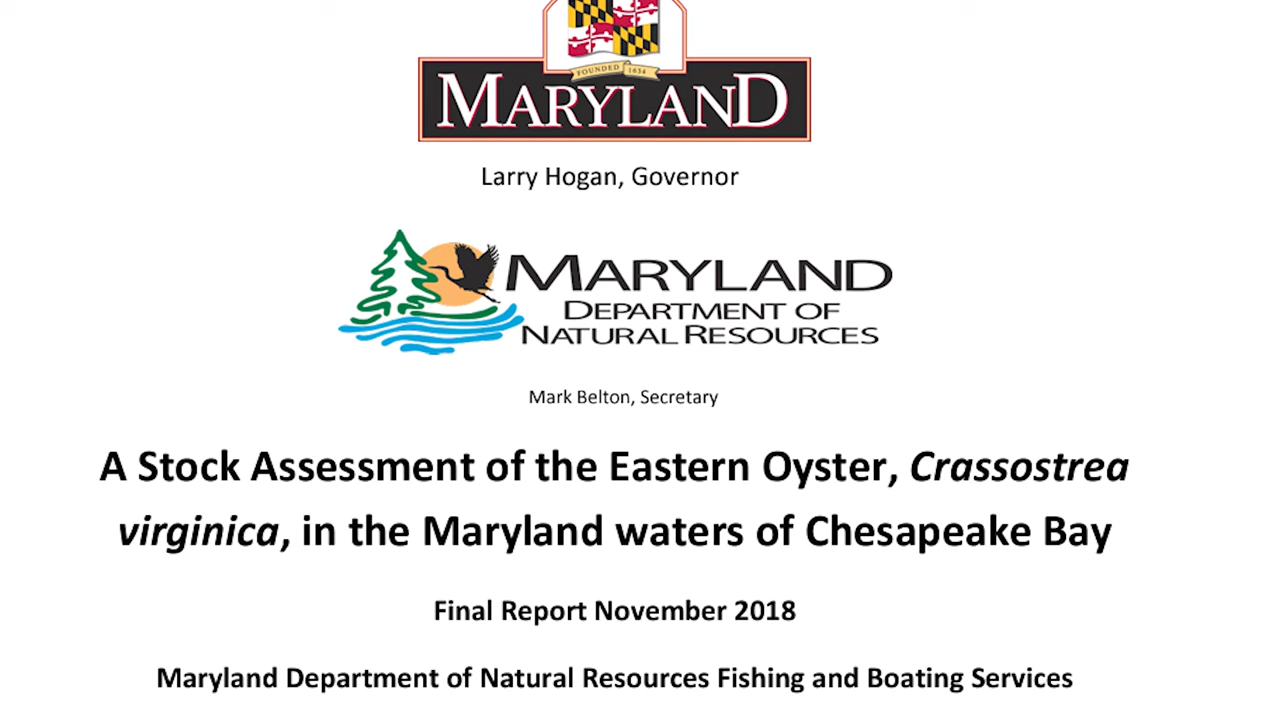 FOUNDED 1634
MARYLAND
Larry Hogan, Governor
MARYLAND
DEPARTMENT OF
NATURAL RESOURCES
Mark Belton, Secretary
A Stock Assessment of the Eastern Oyster, Crassostrea
virginica, in the Maryland waters of Chesapeake Bay
Final Report November 2018
Maryland Department of Natural Resources Fishing and Boating Services